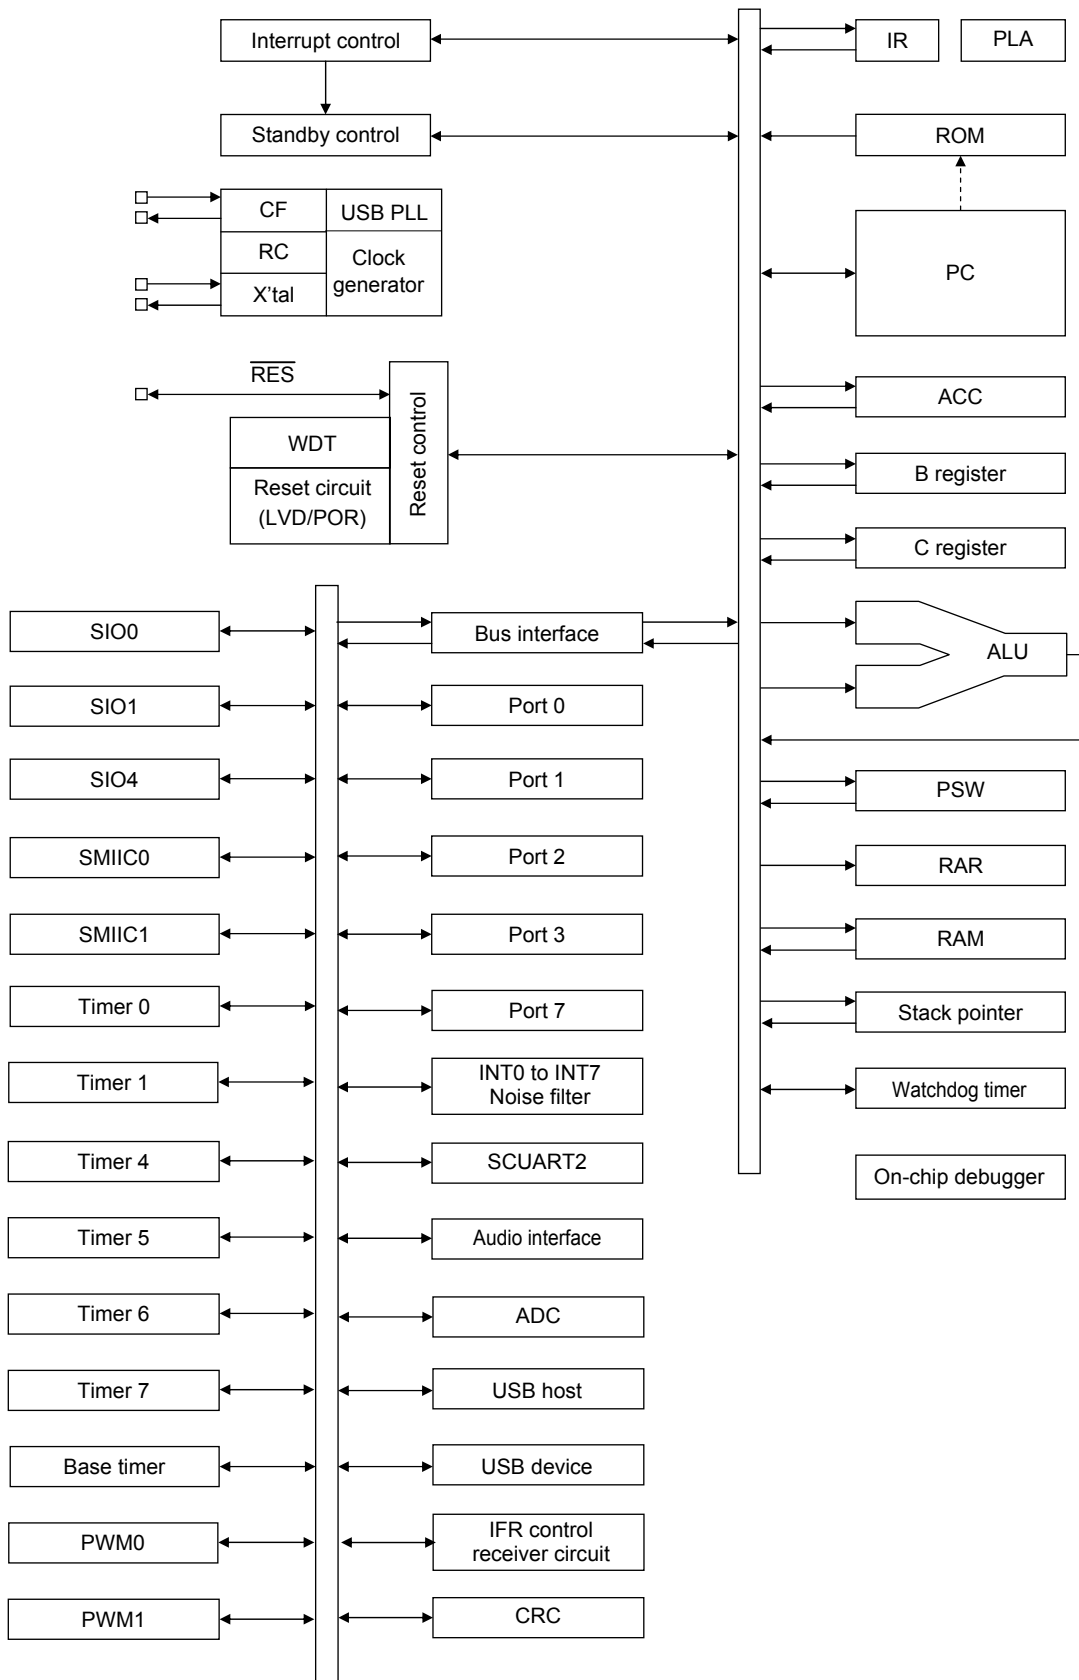 Interrupt control
IR
PLA
Standby control
ROM
CF
USB PLL
RC
Clock
generator
X'tal
PC
RES
Reset control
WDT
Reset circuit
(LVD/POR)
ACC
B register
C register
SIO0
Bus interface
ALU
SIO1
Port 0
SIO4
Port 1
PSW
SMIIC0
Port 2
RAR
SMIIC1
Port 3
RAM
Timer 0
Port 7
Stack pointer
Timer 1
INT0 to INT7
Noise filter
Watchdog timer
Timer 4
SCUART2
On-chip debugger
Timer 5
Audio interface
Timer 6
ADC
Timer 7
USB host
Base timer
USB device
PWM0
IFR control
receiver circuit
PWM1
CRC